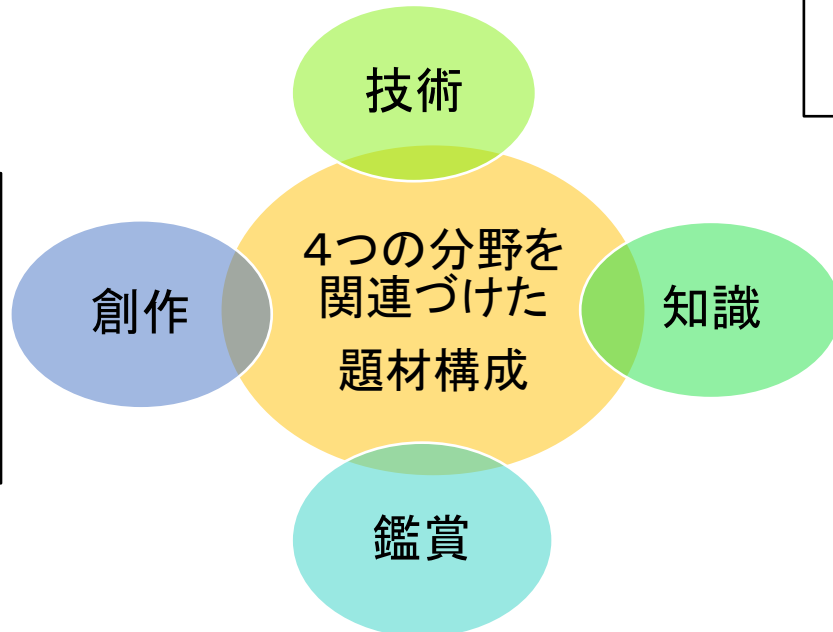 技術
創作
４つの分野を
関連づけた
題材構成
知識
鑑賞